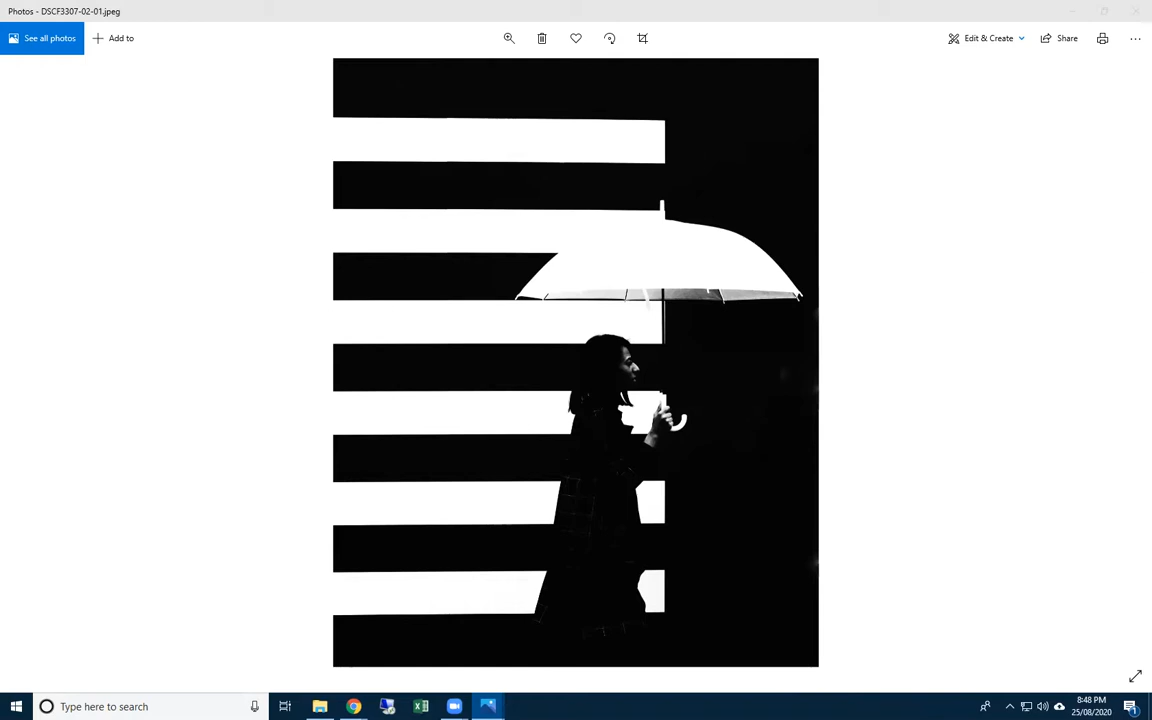 Photos - DSCF3307-02-01.jpeg
See all photos
Add to
Edit & Create
Share
Type here to search
8:48 PM
25/08/2020
1